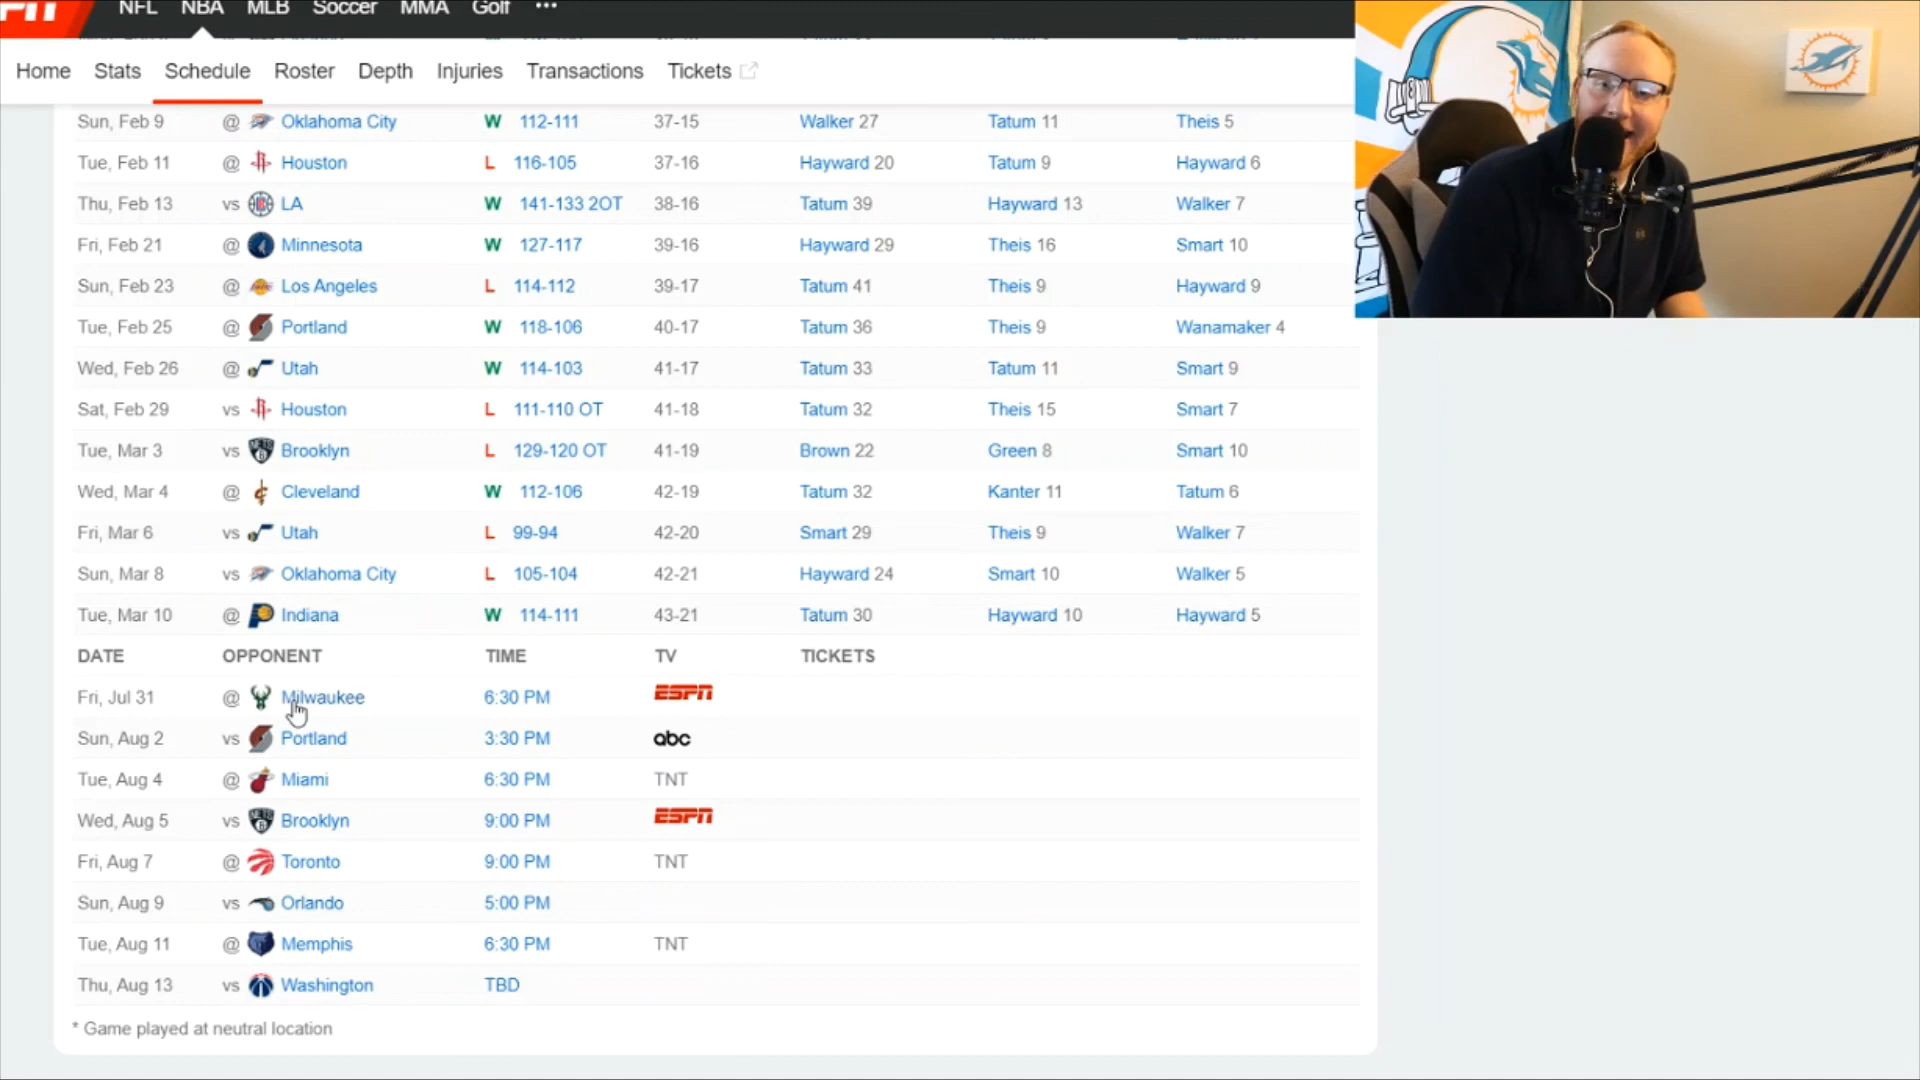 NFL NBA MLB Soccer MMA Golf ...
Home Stats Schedule Roster Depth Injuries Transactions Tickets
Sun, Feb 9 @ Oklahoma City W 112-111 37-15 Walker 27 Tatum 11 Theis 5
Tue, Feb 11 @ Houston L 116-105 37-16 Hayward 20 Tatum 9 Hayward 6
Thu, Feb 13 vs LA W 141-133 2OT 38-16 Tatum 39 Hayward 13 Walker 7
Fri, Feb 21 @ Minnesota W 127-117 39-16 Hayward 29 Theis 16 Smart 10
Sun, Feb 23 @ Los Angeles L 114-112 39-17 Tatum 41 Theis 9 Hayward 9
Tue, Feb 25 @ Portland W 118-106 40-17 Tatum 36 Theis 9 Wanamaker 4
Wed, Feb 26 @ Utah W 114-103 41-17 Tatum 33 Tatum 11 Smart 9
Sat, Feb 29 vs Houston L 111-110 OT 41-18 Tatum 32 Theis 15 Smart 7
Tue, Mar 3 vs Brooklyn L 129-120 OT 41-19 Brown 22 Green 8 Smart 10
Wed, Mar 4 @ Cleveland W 112-106 42-19 Tatum 32 Kanter 11 Tatum 6
Fri, Mar 6 vs Utah L 99-94 42-20 Smart 29 Theis 9 Walker 7
Sun, Mar 8 vs Oklahoma City L 105-104 42-21 Hayward 24 Smart 10 Walker 5
Tue, Mar 10 @ Indiana W 114-111 43-21 Tatum 30 Hayward 10 Hayward 5
DATE OPPONENT TIME TV TICKETS
Fri, Jul 31 @ Milwaukee 6:30 PM ESPN
Sun, Aug 2 vs Portland 3:30 PM abc
Tue, Aug 4 @ Miami 6:30 PM TNT
Wed, Aug 5 vs Brooklyn 9:00 PM ESPN
Fri, Aug 7 @ Toronto 9:00 PM TNT
Sun, Aug 9 vs Orlando 5:00 PM
Tue, Aug 11 @ Memphis 6:30 PM TNT
Thu, Aug 13 vs Washington TBD
* Game played at neutral location